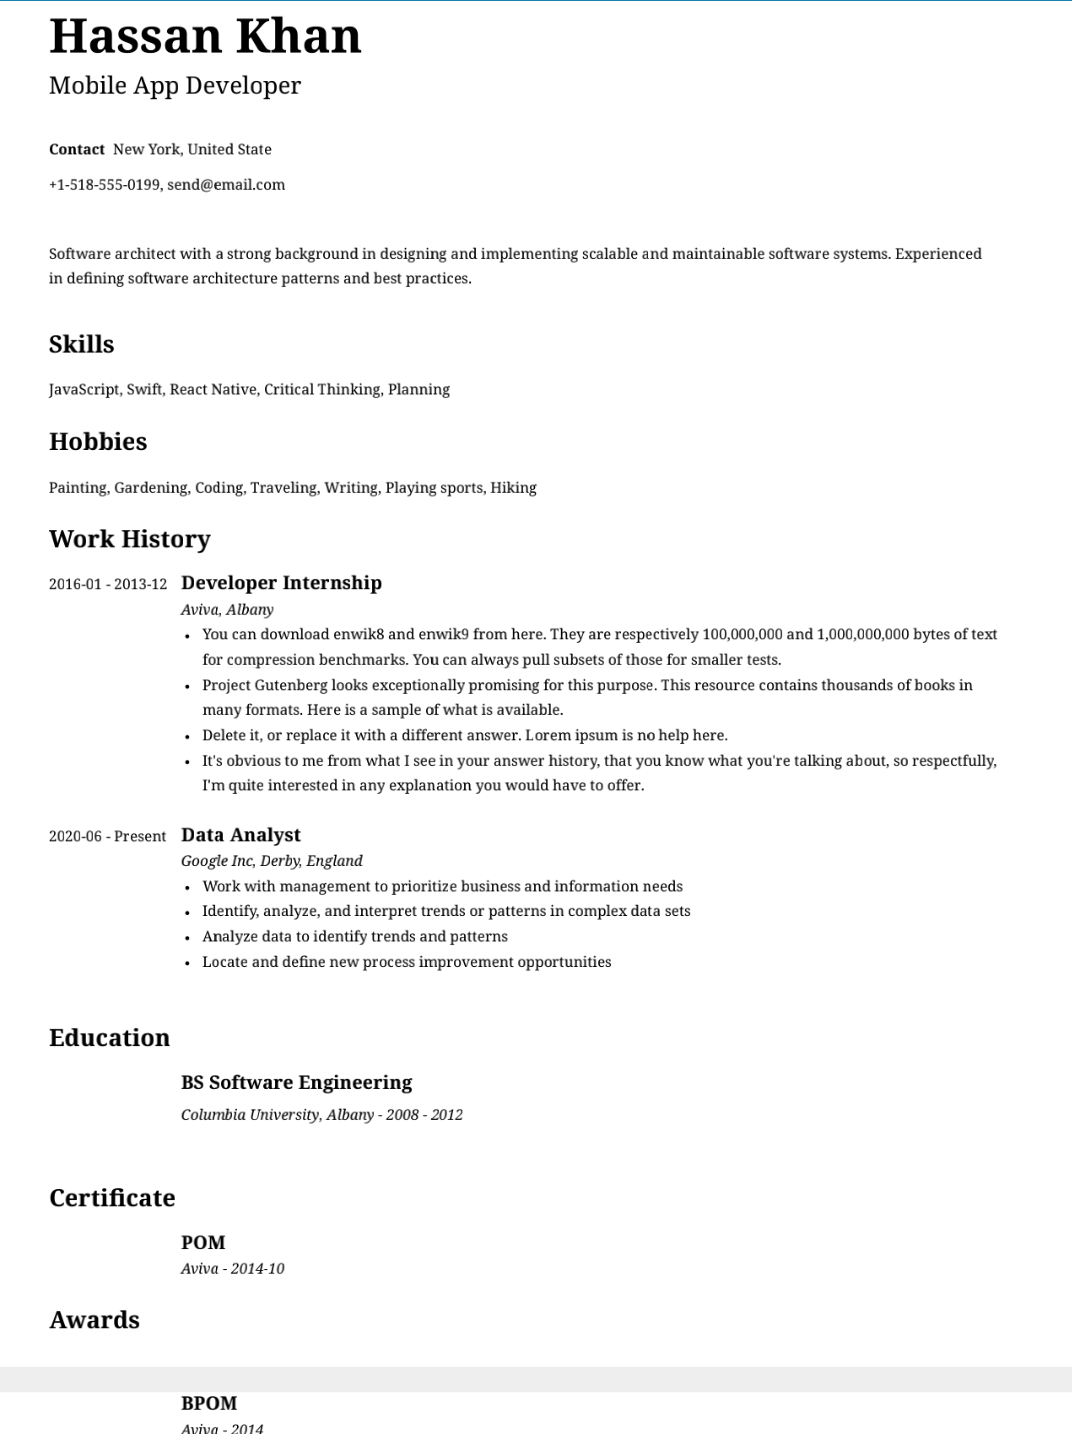 Hassan Khan
Mobile App Developer
Contact New York, United State
+1-518-555-0199, send@email.com
Software architect with a strong background in designing and implementing scalable and maintainable software systems. Experienced
in defining software architecture patterns and best practices.
Skills
JavaScript, Swift, React Native, Critical Thinking, Planning
Hobbies
Painting, Gardening, Coding, Traveling, Writing, Playing sports, Hiking
Work History
2016-01 - 2013-12 Developer Internship
Aviva, Albany
• You can download enwik8 and enwik9 from here. They are respectively 100,000,000 and 1,000,000,000 bytes of text
for compression benchmarks. You can always pull subsets of those for smaller tests.
• Project Gutenberg looks exceptionally promising for this purpose. This resource contains thousands of books in
many formats. Here is a sample of what is available.
• Delete it, or replace it with a different answer. Lorem ipsum is no help here.
• It's obvious to me from what I see in your answer history, that you know what you're talking about, so respectfully,
I'm quite interested in any explanation you would have to offer.
2020-06 - Present Data Analyst
Google Inc, Derby, England
• Work with management to prioritize business and information needs
• Identify, analyze, and interpret trends or patterns in complex data sets
• Analyze data to identify trends and patterns
• Locate and define new process improvement opportunities
Education
BS Software Engineering
Columbia University, Albany - 2008 - 2012
Certificate
POM
Aviva - 2014-10
Awards
BPOM
Aviva - 2014